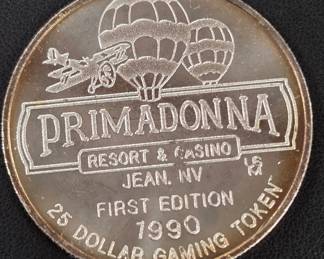 PRIMADONNA
RESORT & CASINO
JEAN, NV
FIRST EDITION
1990
25 DOLLAR GAMING TOKEN